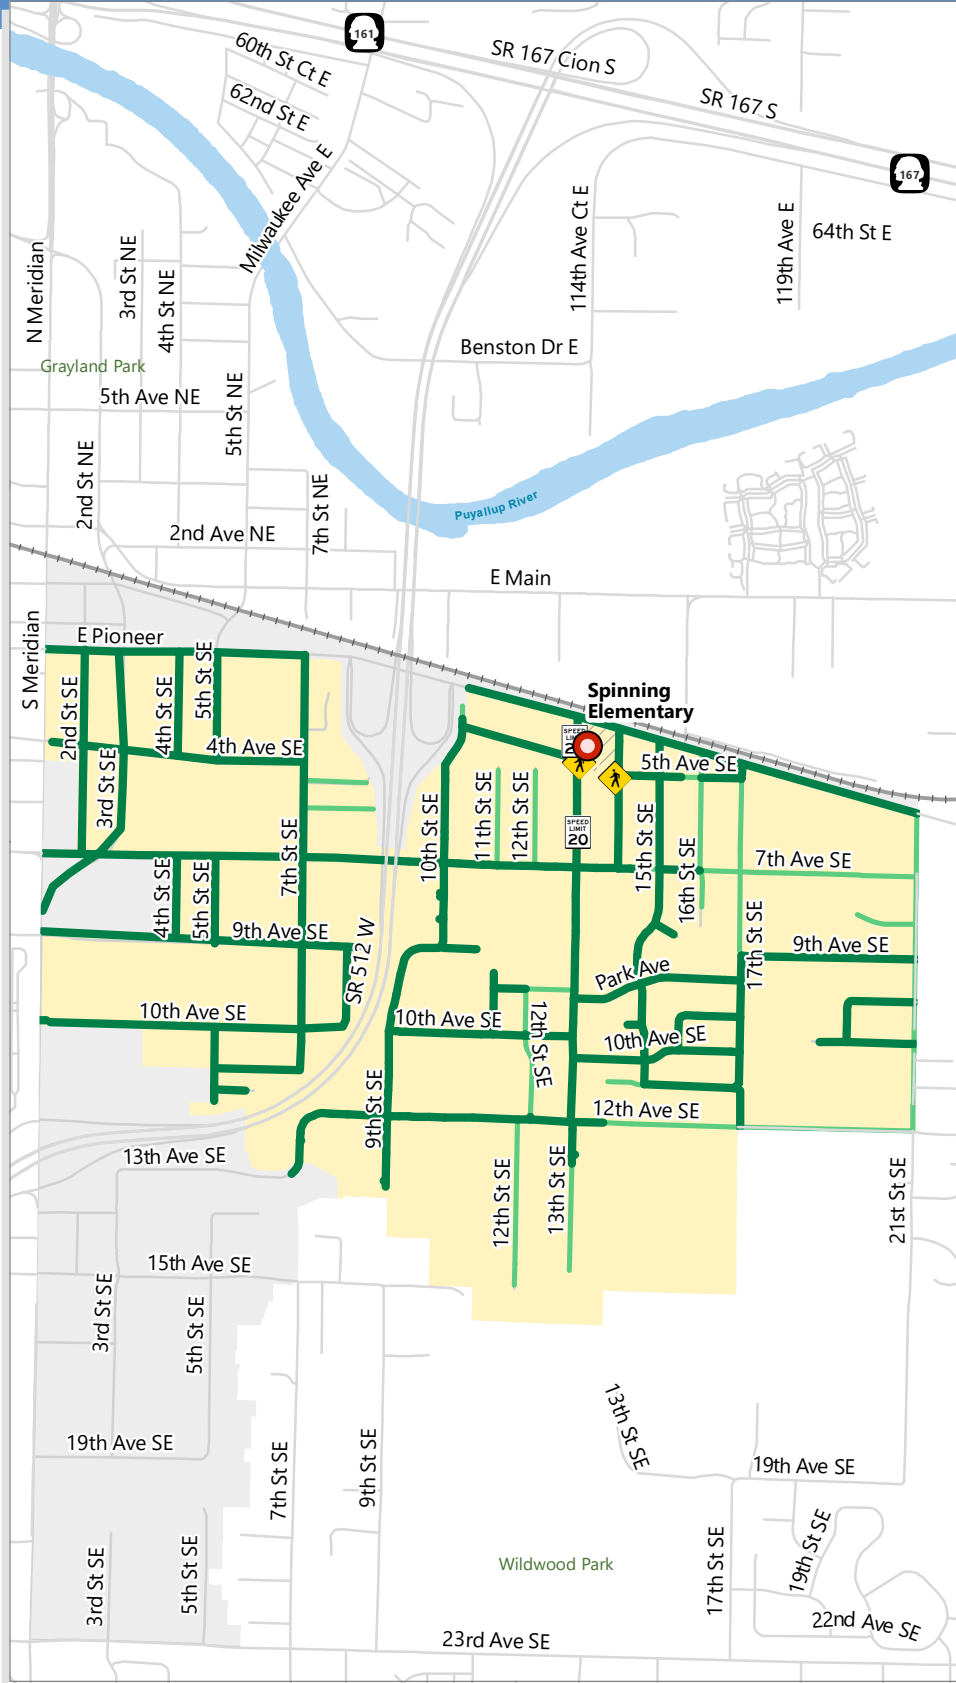 161
60th St Ct E
SR 167 Cion S
62nd St E
SR 167 S
167
Milwaukee Ave E
114th Ave Ct E
119th Ave E
64th St E
N Meridian
3rd St NE
4th St NE
Benston Dr E
Grayland Park
5th Ave NE
5th St NE
2nd St NE
7th St NE
Puyallup River
2nd Ave NE
E Main
S Meridian
E Pioneer
2nd St SE
4th St SE
5th St SE
Spinning
Elementary
SPEED
4th Ave SE
5th Ave SE
3rd St SE
10th St SE
11th St SE
12th St SE
SPEED
LIMIT
20
7th St SE
15th St SE
16th St SE
7th Ave SE
4th St SE
5th St SE
9th Ave SE
SR 512 W
17th St SE
9th Ave SE
Park Ave
10th Ave SE
10th Ave SE
12th St SE
10th Ave SE
9th St SE
12th Ave SE
13th Ave SE
12th St SE
13th St SE
21st St SE
15th Ave SE
3rd St SE
5th St SE
13th St SE
19th Ave SE
7th St SE
9th St SE
19th Ave SE
3rd St SE
5th St SE
Wildwood Park
17th St SE
19th St SE
22nd Ave SE
23rd Ave SE